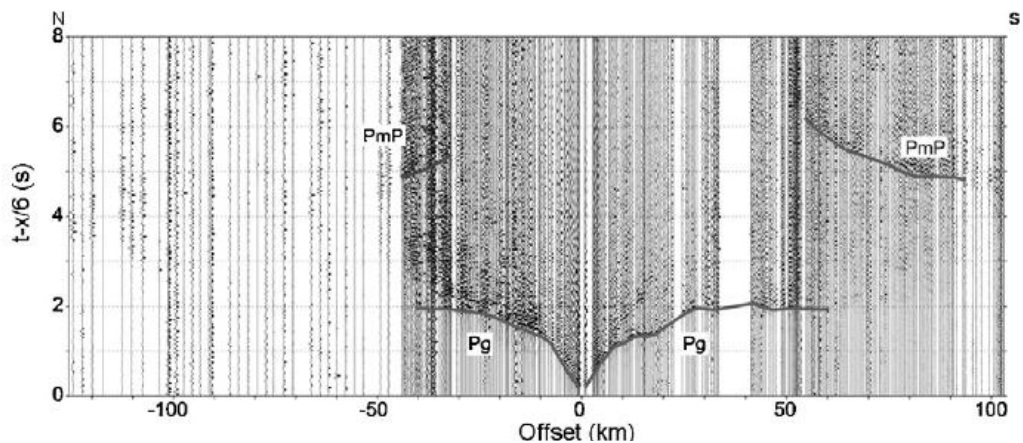 N
S
8
6
4
2
0
t-x/6 (s)
PmP
PmP
Pg
Pg
-100
-50
0
50
100
Offset (km)